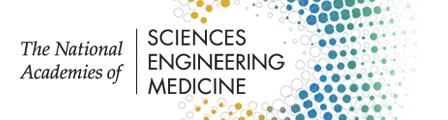 The National
Academies of
SCIENCES
ENGINEERING
MEDICINE